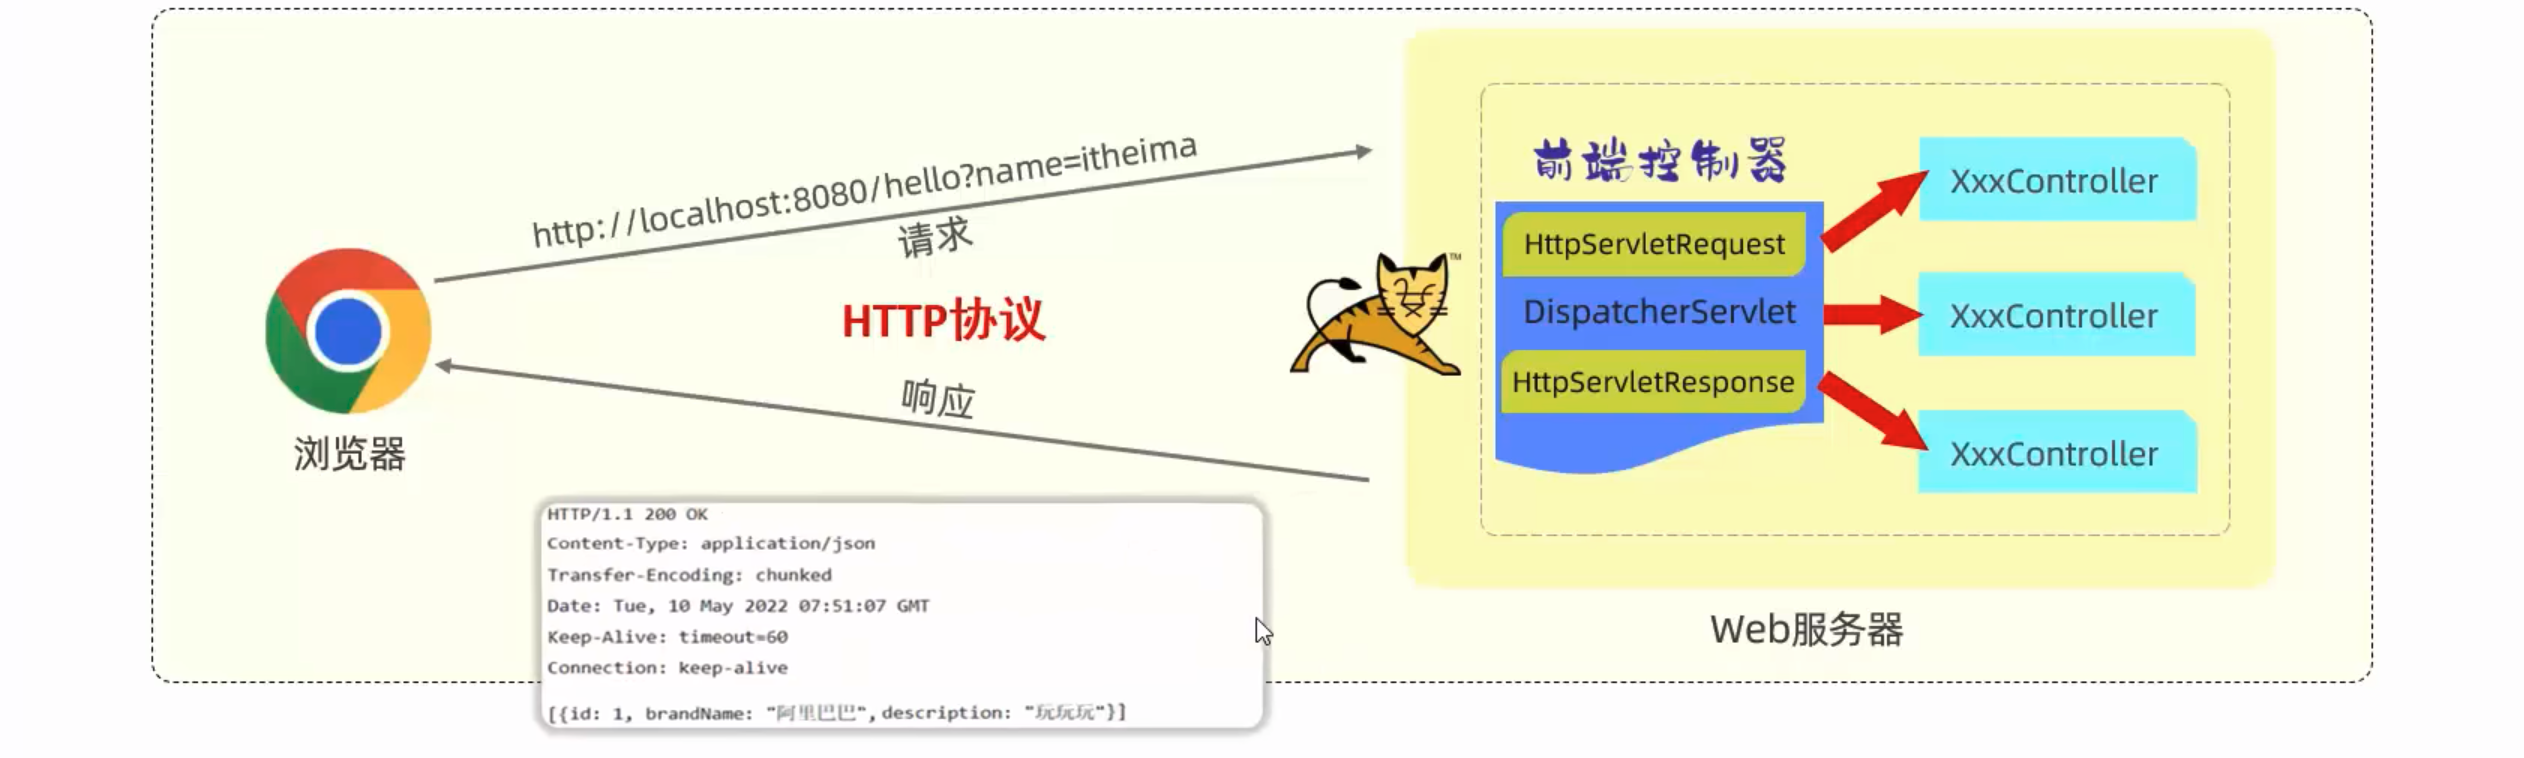 http://localhost:8080/hello?name=itheima
请求
HTTP协议
响应
浏览器
HTTP/1.1 200 OK
Content-Type: application/json
Transfer-Encoding: chunked
Date: Tue, 10 May 2022 07:51:07 GMT
Keep-Alive: timeout=60
Connection: keep-alive
[{id: 1, brandName: "阿里巴巴", description: "玩玩玩"}]
TM
前端控制器
HttpServletRequest
DispatcherServlet
HttpServletResponse
XxxController
XxxController
XxxController
Web服务器